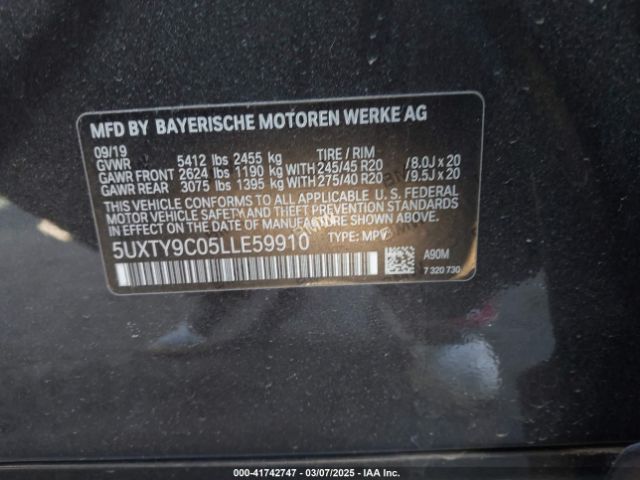 MFD BY BAYERISCHE MOTOREN WERKE AG
09/19
GVWR 5412 lbs 2455 kg TIRE / RIM
GAWR FRONT 2624 lbs 1190 kg WITH 245/45 R20 /8.0J x 20
GAWR REAR 3075 lbs 1395 kg WITH 275/40 R20 /9.5J x 20
THIS VEHICLE CONFORMS TO ALL APPLICABLE U. S. FEDERAL
MOTOR VEHICLE SAFETY AND THEFT PREVENTION STANDARDS
IN EFFECT ON THE DATE OF MANUFACTURE SHOWN ABOVE.
5UXTY9C05LLE59910 TYPE: MPV
A90M
7 320 730
000-41742747 | 03/07/2025 - IAA Inc.